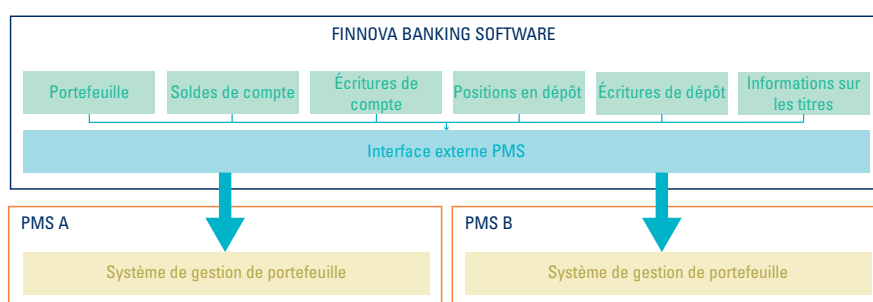 FINNOVA BANKING SOFTWARE
Portefeuille
Soldes de compte
Écritures de
compte
Positions en dépôt
Écritures de dépôt
Informations sur
les titres
Interface externe PMS
PMS A
PMS B
Système de gestion de portefeuille
Système de gestion de portefeuille